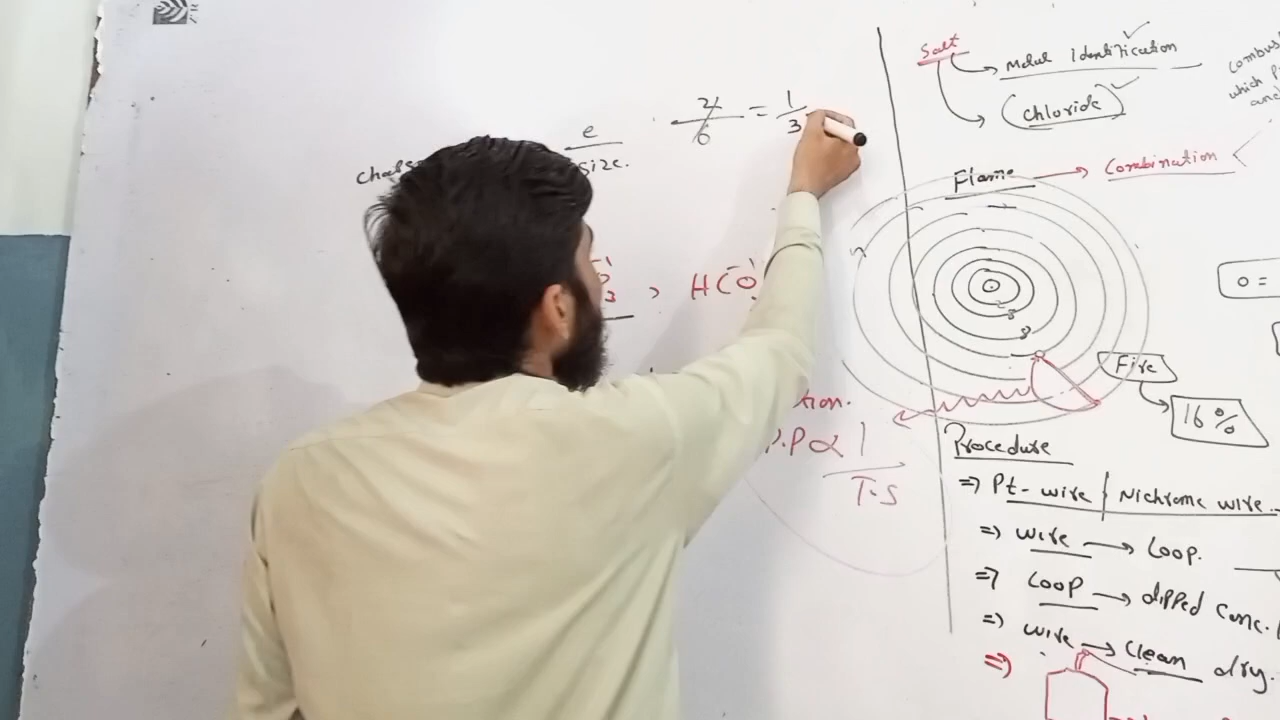 e
size.
2/6 = 1/3
3 , HCO
tion.
P.P ∝ 1/T.S
Salt
Metal Identification
(Chloride)
Flame → Combination
Combus
which P
and
o =
Fire
16%
Procedure
⇒ Pt-wire | Nichrome wire
⇒ wire → Loop.
⇒ Loop → dipped conc.
⇒ wire → clean dry.
⇒